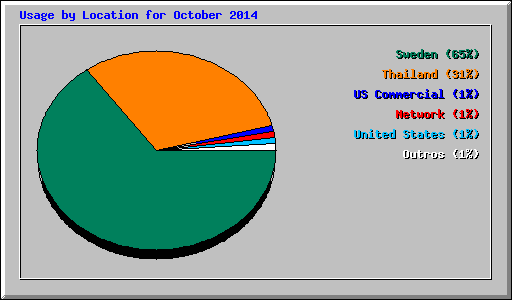 Usage by Location for October 2014
Sweden (65%)
Thailand (31%)
US Commercial (1%)
Network (1%)
United States (1%)
Outros (1%)